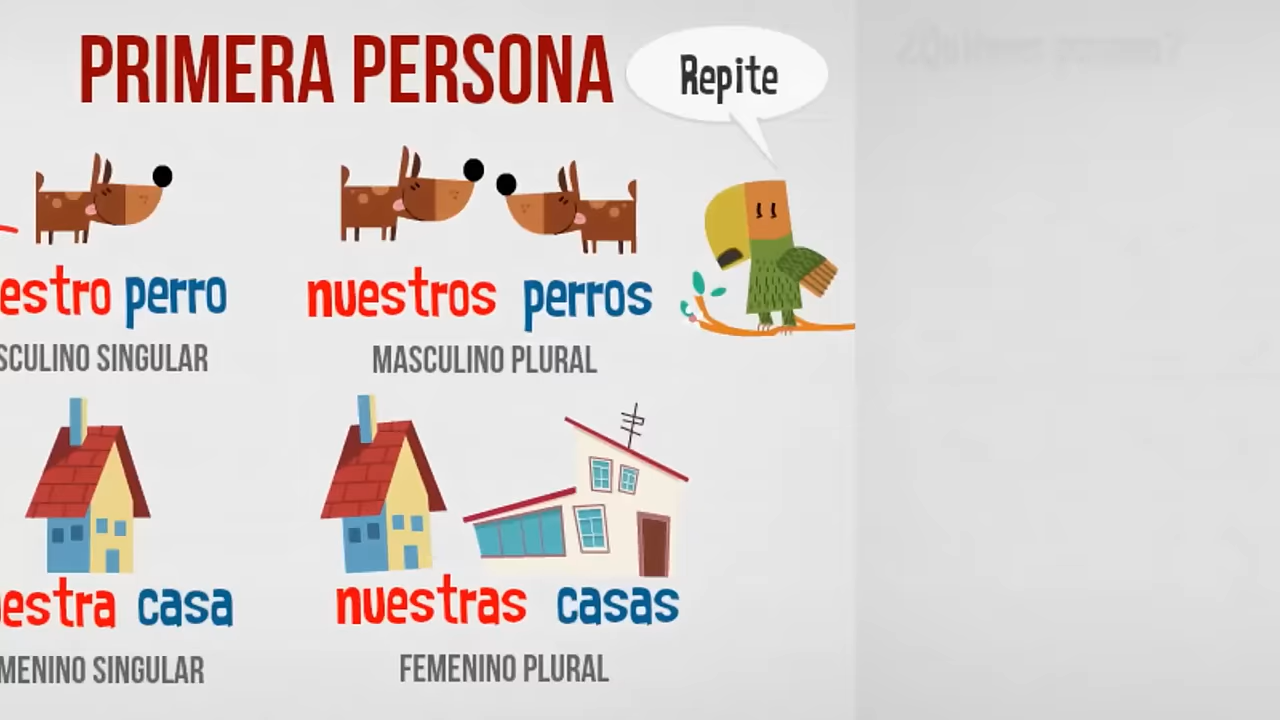 PRIMERA PERSONA
Repite
estro perro
nuestros perros
SCULINO SINGULAR
MASCULINO PLURAL
estra casa
nuestras casas
MENINO SINGULAR
FEMENINO PLURAL